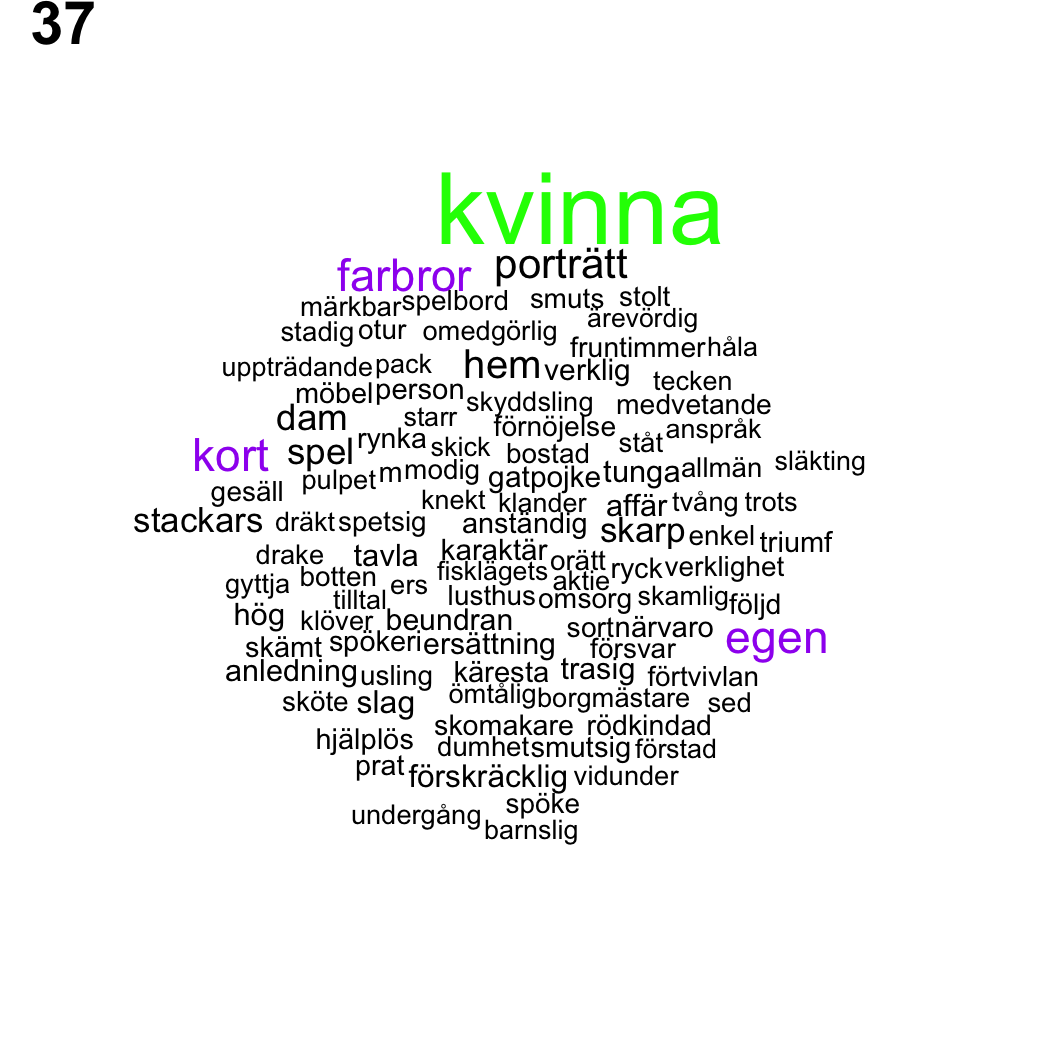 37
kvinna
farbror porträtt
märkbar spelbord smuts stolt
stadig otur omedgörlig ärevördig
uppträdande pack hem verklig fruntimmer håla
möbel person tecken
dam starr skyddsling medvetande
kort spel rynka skick förnöjelse ståt anspråk
gesäll pulpet m modig bostad gatpojke tunga allmän släkting
stackars dräkt spetsig knekt klander affär tvång trots
anständig skarp enkel triumf
drake tavla karaktär orätt ryck verklighet
gyttja botten ers fisklägets aktie
tilltal lusthus omsorg skamlig följd
hög klöver beundran sort närvaro egen
skämt spökeri ersättning försvar
anledning usling käresta trasig förtvivlan
sköte slag ömtålig borgmästare sed
skomakare rödkindad
hjälplös dumhet smutsig förstad
prat förskräcklig vidunder
undergång spöke
barnslig